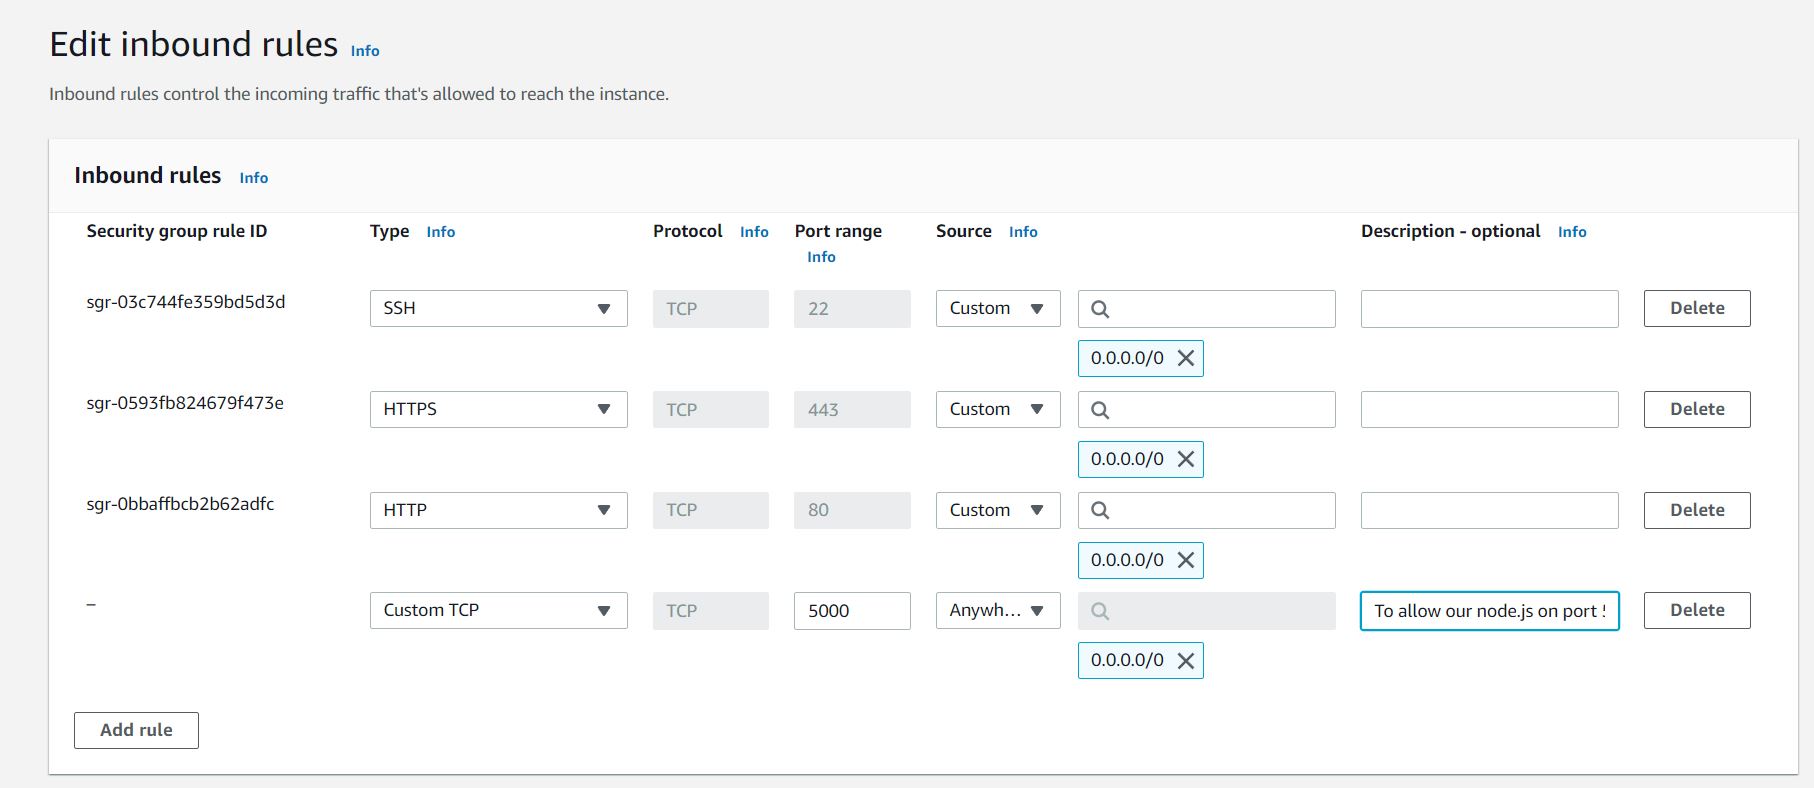 Edit inbound rules Info
Inbound rules control the incoming traffic that's allowed to reach the instance.
Inbound rules Info
Security group rule ID Type Info Protocol Info Port range Info Source Info Description - optional Info
sgr-03c744fe359bd5d3d SSH TCP 22 Custom Delete
0.0.0.0/0
sgr-0593fb824679f473e HTTPS TCP 443 Custom Delete
0.0.0.0/0
sgr-0bbaffbcb2b62adfc HTTP TCP 80 Custom Delete
0.0.0.0/0
– Custom TCP TCP 5000 Anywh... To allow our node.js on port Delete
0.0.0.0/0
Add rule